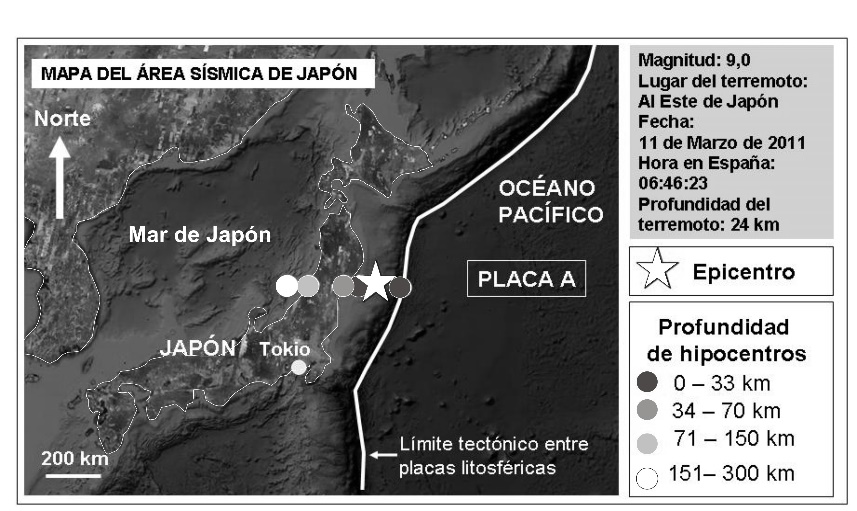 MAPA DEL ÁREA SÍSMICA DE JAPÓN
Norte
OCÉANO
PACÍFICO
Mar de Japón
PLACA A
JAPÓN
Tokio
Límite tectónico entre
placas litosféricas
200 km
Magnitud: 9,0
Lugar del terremoto:
Al Este de Japón
Fecha:
11 de Marzo de 2011
Hora en España:
06:46:23
Profundidad del
terremoto: 24 km
Epicentro
Profundidad
de hipocentros
0 – 33 km
34 – 70 km
71 – 150 km
151– 300 km